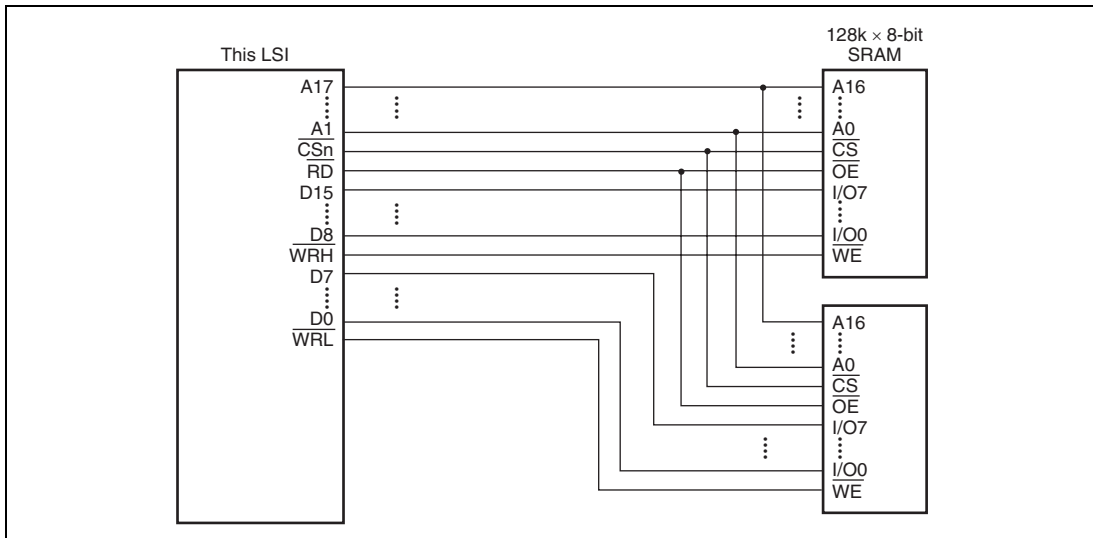 This LSI
A17
A1
CSn
RD
D15
D8
WRH
D7
D0
WRL
128k × 8-bit
SRAM
A16
A0
CS
OE
I/O7
I/O0
WE
A16
A0
CS
OE
I/O7
I/O0
WE